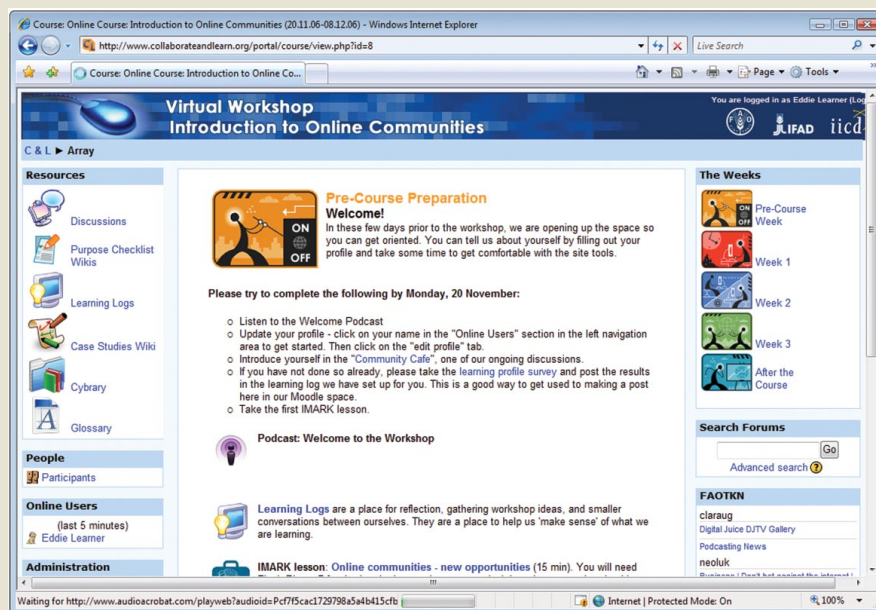 Course: Online Course: Introduction to Online Communities (20.11.06-08.12.06) - Windows Internet Explorer
http://www.collaborateandlearn.org/portal/course/view.php?id=8
Live Search
Course: Online Course: Introduction to Online Co...
Page
Tools
Virtual Workshop
Introduction to Online Communities
You are logged in as Eddie Learner (Log
FAO
IFAD
iicd
C & L ► Array
Resources
Discussions
Purpose Checklist
Wikis
Learning Logs
Case Studies Wiki
Cybrary
Glossary
People
Participants
Online Users
(last 5 minutes)
Eddie Learner
Administration
ON
OFF
Pre-Course Preparation
Welcome!
In these few days prior to the workshop, we are opening up the space so
you can get oriented. You can tell us about yourself by filling out your
profile and take some time to get comfortable with the site tools.
Please try to complete the following by Monday, 20 November:
Listen to the Welcome Podcast
Update your profile - click on your name in the "Online Users" section in the left navigation
area to get started. Then click on the "edit profile" tab.
Introduce yourself in the "Community Cafe", one of our ongoing discussions.
If you have not done so already, please take the learning profile survey and post the results
in the learning log we have set up for you. This is a good way to get used to making a post
here in our Moodle space.
Take the first IMARK lesson.
Podcast: Welcome to the Workshop
Learning Logs are a place for reflection, gathering workshop ideas, and smaller
conversations between ourselves. They are a place to help us 'make sense' of what we
are learning.
IMARK lesson: Online communities - new opportunities (15 min). You will need
The Weeks
ON
OFF
Pre-Course
Week
Week 1
Week 2
Week 3
After the
Course
Search Forums
Go
Advanced search
FAOTKN
claraug
Digital Juice DJTV Gallery
Podcasting News
neoluk
Waiting for http://www.audioacrobat.com/playweb?audioid=Pcf7f5cac1729798a5a4b415cfb
Internet | Protected Mode: On
100%